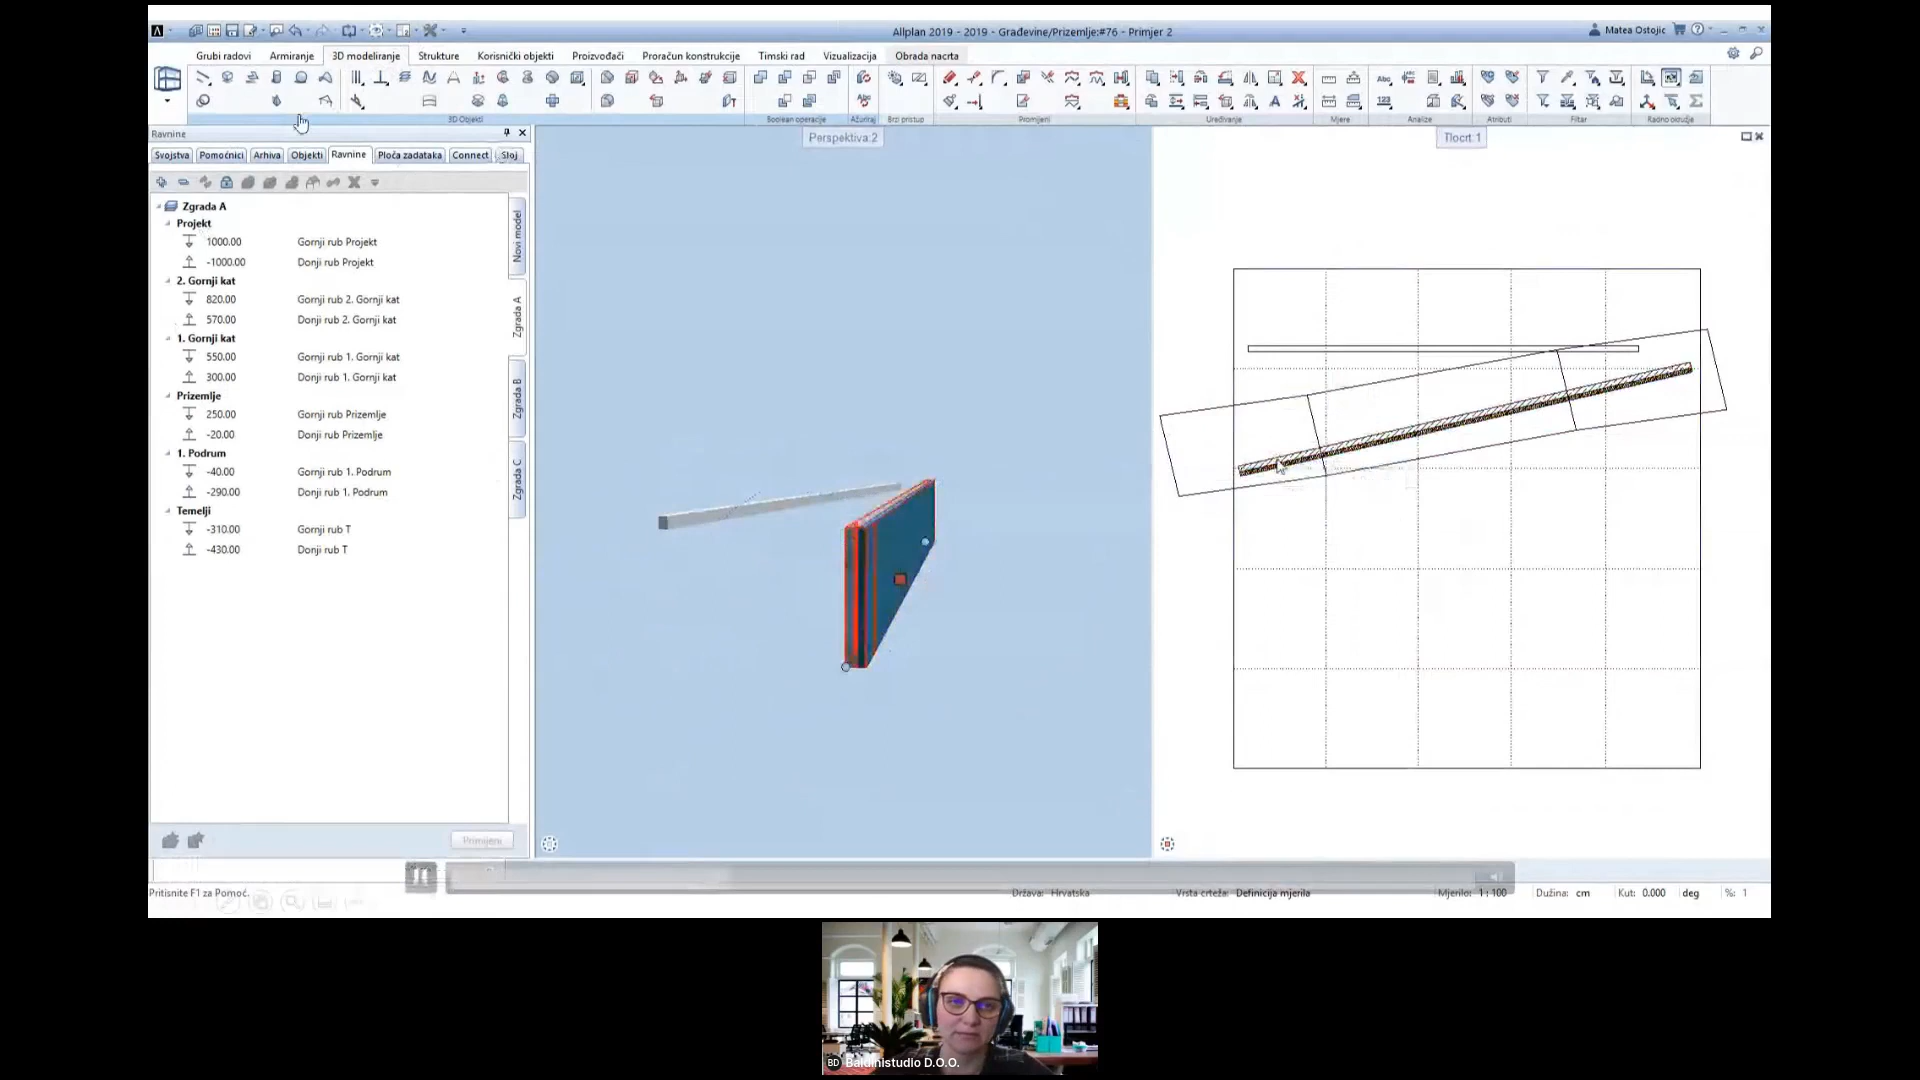 Allplan 2019 - 2019 - Građevine/Prizemlje:#76 - Primjer 2
Matea Ostojic
Grubi radovi Armiranje 3D modeliranje Strukture Korisnički objekti Proizvođači Proračun konstrukcije Timski rad Vizualizacija Obrada nacrta
3D Objekti Boolean operacije Ažuriraj Brzi pristup Promijeni Uređivanje Mjere Analize Atributi Filtar Radno okružje
Ravnine
Perspektiva:2
Tlocrt:1
Svojstva Pomoćnici Arhiva Objekti Ravnine Ploča zadataka Connect Sloj
Zgrada A
Projekt
1000.00 Gornji rub Projekt
-1000.00 Donji rub Projekt
2. Gornji kat
820.00 Gornji rub 2. Gornji kat
570.00 Donji rub 2. Gornji kat
1. Gornji kat
550.00 Gornji rub 1. Gornji kat
300.00 Donji rub 1. Gornji kat
Prizemlje
250.00 Gornji rub Prizemlje
-20.00 Donji rub Prizemlje
1. Podrum
-40.00 Gornji rub 1. Podrum
-290.00 Donji rub 1. Podrum
Temelji
-310.00 Gornji rub T
-430.00 Donji rub T
Novi model
Zgrada A
Zgrada B
Zgrada C
Primijeni
Pritisnite F1 za Pomoć.
Država: Hrvatska Vrsta crteža: Definicija mjerila Mjerilo: 1:100 Dužina: cm Kut: 0.000 deg %: 1
BD Baldinistudio D.O.O.